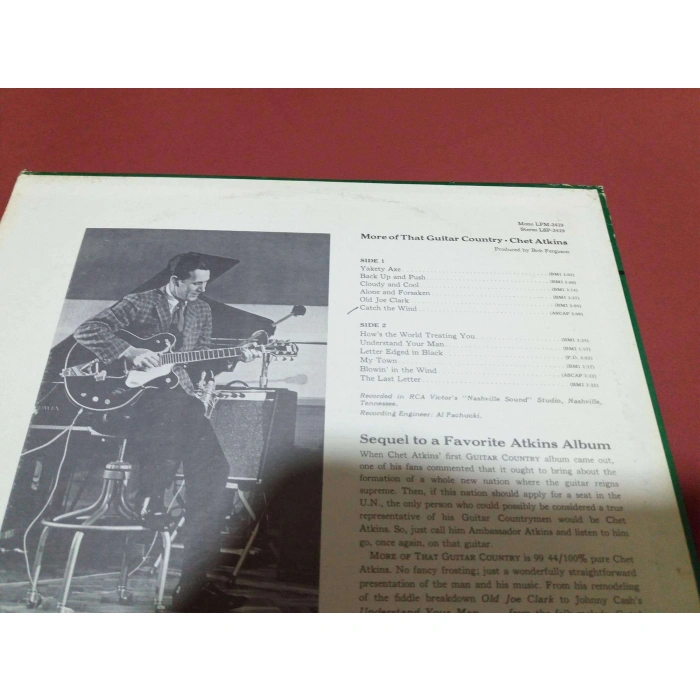 Mono LPM-3429
Stereo LSP-3429
More of That Guitar Country • Chet Atkins
Produced by Bob Ferguson
SIDE 1
Yakety Axe
Back Up and Push
Cloudy and Cool
Alone and Forsaken
Old Joe Clark
Catch the Wind
SIDE 2
How's the World Treating You
Understand Your Man
Letter Edged in Black
My Town
Blowin' in the Wind
The Last Letter
Recorded in RCA Victor's "Nashville Sound" Studio, Nashville,
Tennessee.
Recording Engineer: Al Pachucki.
Sequel to a Favorite Atkins Album
When Chet Atkins' first GUITAR COUNTRY album came out,
one of his fans commented that it ought to bring about the
formation of a whole new nation where the guitar reigns
supreme. Then, if this nation should apply for a seat in the
U.N., the only person who could possibly be considered a true
representative of his Guitar Countrymen would be Chet
Atkins. So, just call him Ambassador Atkins and listen to him
go, once again, on that guitar.
MORE OF THAT GUITAR COUNTRY is 99 44/100% pure Chet
Atkins. No fancy frosting; just a wonderfully straightforward
presentation of the man and his music. From his remodeling
of the fiddle breakdown Old Joe Clark to Johnny Cash's
Understand Your Man